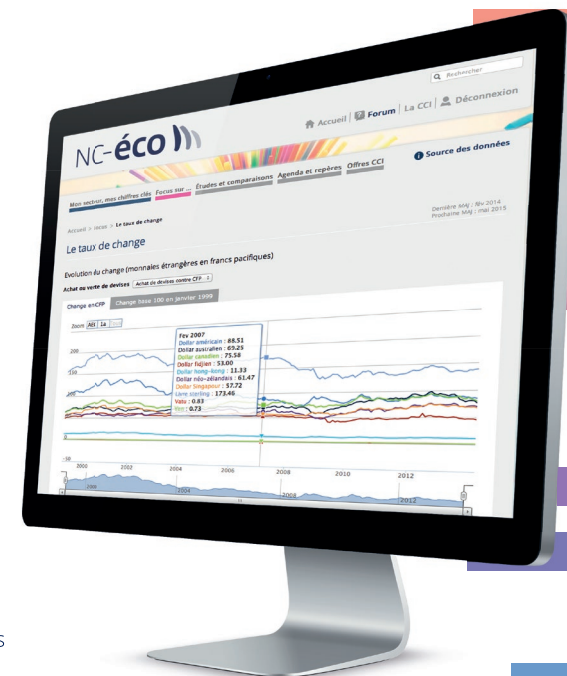 Rechercher
Accueil | Forum | La CCI | Déconnexion
NC-éco
Source des données
Mon secteur, mes chiffres clés Focus sur ... Études et comparaisons Agenda et repères Offres CCI
Accueil > Focus > Le taux de change
Dernière MAJ : fév 2014
Prochaine MAJ : mai 2015
Le taux de change
Evolution du change (monnaies étrangères en francs pacifiques)
Achat ou vente de devises Achat de devises contre CFP
Change en CFP Change base 100 en janvier 1999
Zoom All 1a
Fev 2007
Dollar américain : 88.51
Dollar australien : 69.25
Dollar canadien : 75.58
Dollar fidjien : 53.00
Dollar hong-kong : 11.33
Dollar néo-zélandais : 61.47
Dollar Singapour : 57.72
Livre sterling : 173.46
Vatu : 0.83
Yen : 0.73
200
100
0
-50
2000 2002 2004 2006 2008 2010 2012
2000 2004 2008 2012
s